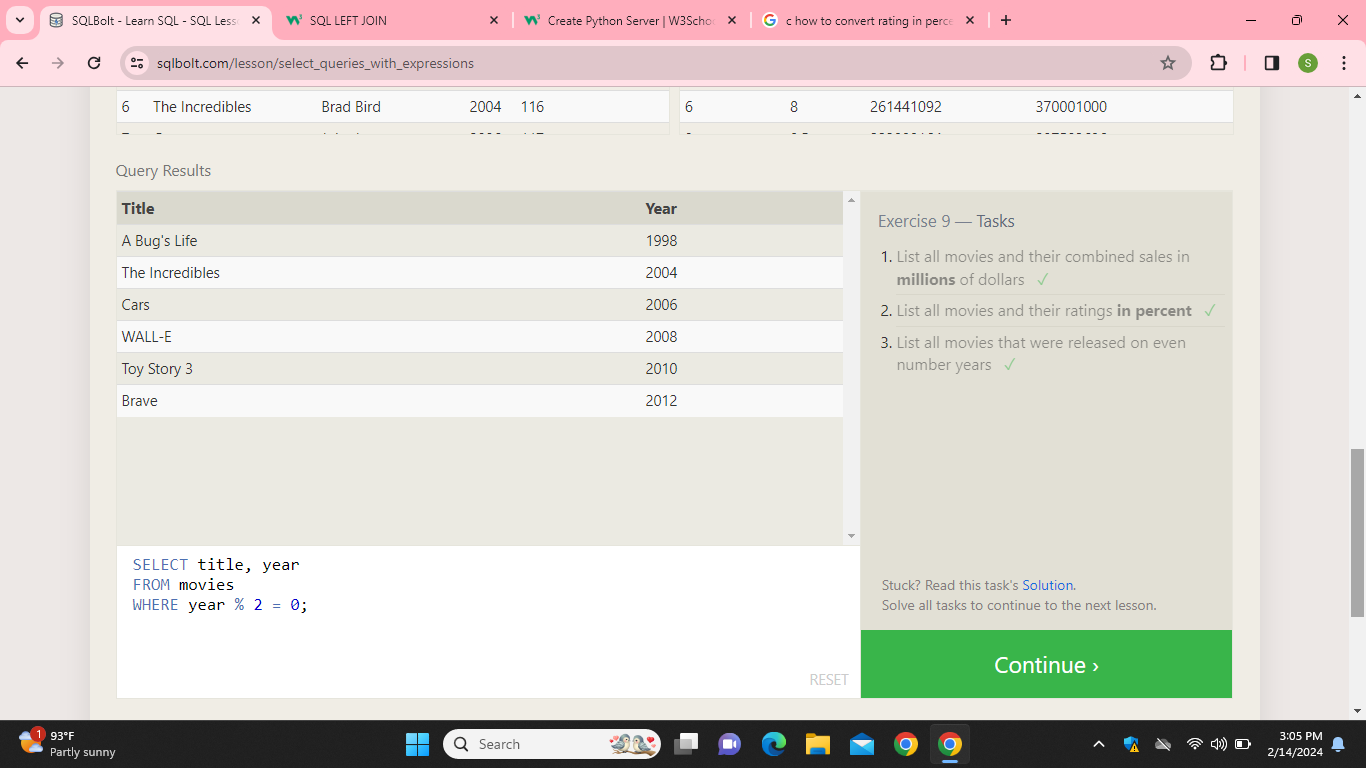 SQLBolt - Learn SQL - SQL Less
SQL LEFT JOIN
Create Python Server | W3Scho
c how to convert rating in perce
sqlbolt.com/lesson/select_queries_with_expressions
S
6 The Incredibles Brad Bird 2004 116
6 8 261441092 370001000
Query Results
Title Year
A Bug's Life 1998
The Incredibles 2004
Cars 2006
WALL-E 2008
Toy Story 3 2010
Brave 2012
Exercise 9 — Tasks
1. List all movies and their combined sales in
millions of dollars ✓
2. List all movies and their ratings in percent ✓
3. List all movies that were released on even
number years ✓
Stuck? Read this task's Solution.
Solve all tasks to continue to the next lesson.
Continue ›
SELECT title, year
FROM movies
WHERE year % 2 = 0;
RESET
1
93°F
Partly sunny
Search
3:05 PM
2/14/2024